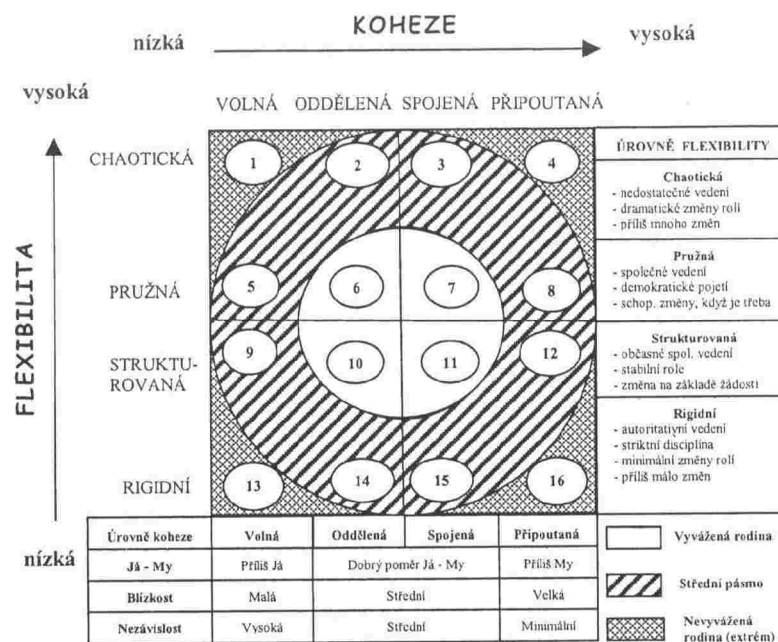 KOHEZE
nízká
vysoká
vysoká
VOLNÁ ODDĚLENÁ SPOJENÁ PŘIPOUTANÁ
FLEXIBILITA
CHAOTICKÁ
1 2 3 4
PRUŽNÁ
5 6 7 8
STRUKTU-
ROVANÁ
9 10 11 12
RIGIDNÍ
13 14 15 16
nízká
ÚROVNĚ FLEXIBILITY
Chaotická
- nedostatečné vedení
- dramatické změny rolí
- příliš mnoho změn
Pružná
- společné vedení
- demokratické pojetí
- schop. změny, když je třeba
Strukturovaná
- občasné spol. vedení
- stabilní role
- změna na základě žádosti
Rigidní
- autoritativní vedení
- striktní disciplina
- minimální změny rolí
- příliš málo změn
Úrovně koheze Volná Oddělená Spojená Připoutaná
Já - My Příliš Já Dobrý poměr Já - My Příliš My
Blízkost Malá Střední Velká
Nezávislost Vysoká Střední Minimální
Vyvážená rodina
Střední pásmo
Nevyvážená
rodina (extrém)